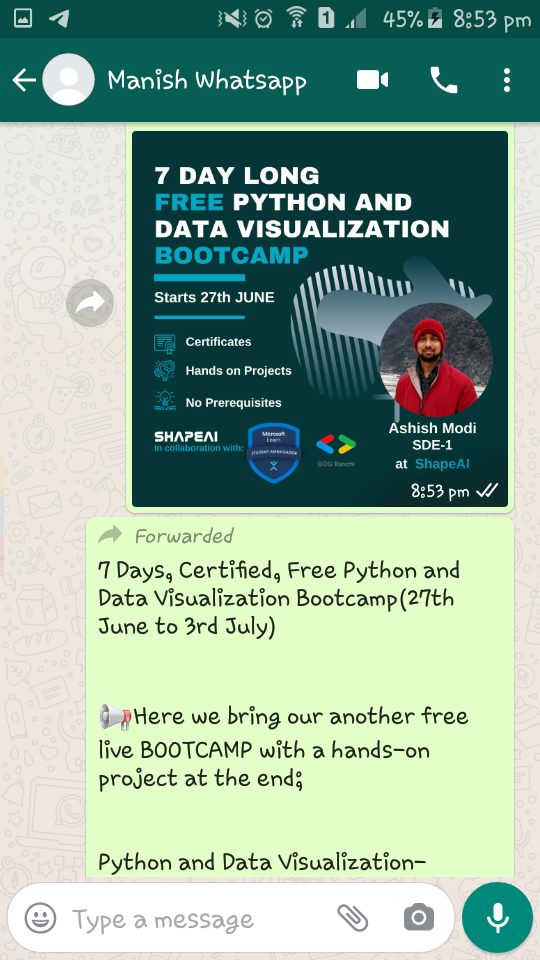 45% 8:53 pm
Manish Whatsapp
7 DAY LONG
FREE PYTHON AND
DATA VISUALIZATION
BOOTCAMP
Starts 27th JUNE
Certificates
Hands on Projects
No Prerequisites
SHAPEAI
In collaboration with:
Microsoft
Learn
STUDENT AMBASSADOR
GDG Ranchi
Ashish Modi
SDE-1
at ShapeAI
8:53 pm
Forwarded
7 Days, Certified, Free Python and
Data Visualization Bootcamp(27th
June to 3rd July)
Here we bring our another free
live BOOTCAMP with a hands-on
project at the end;
Python and Data Visualization-
Type a message